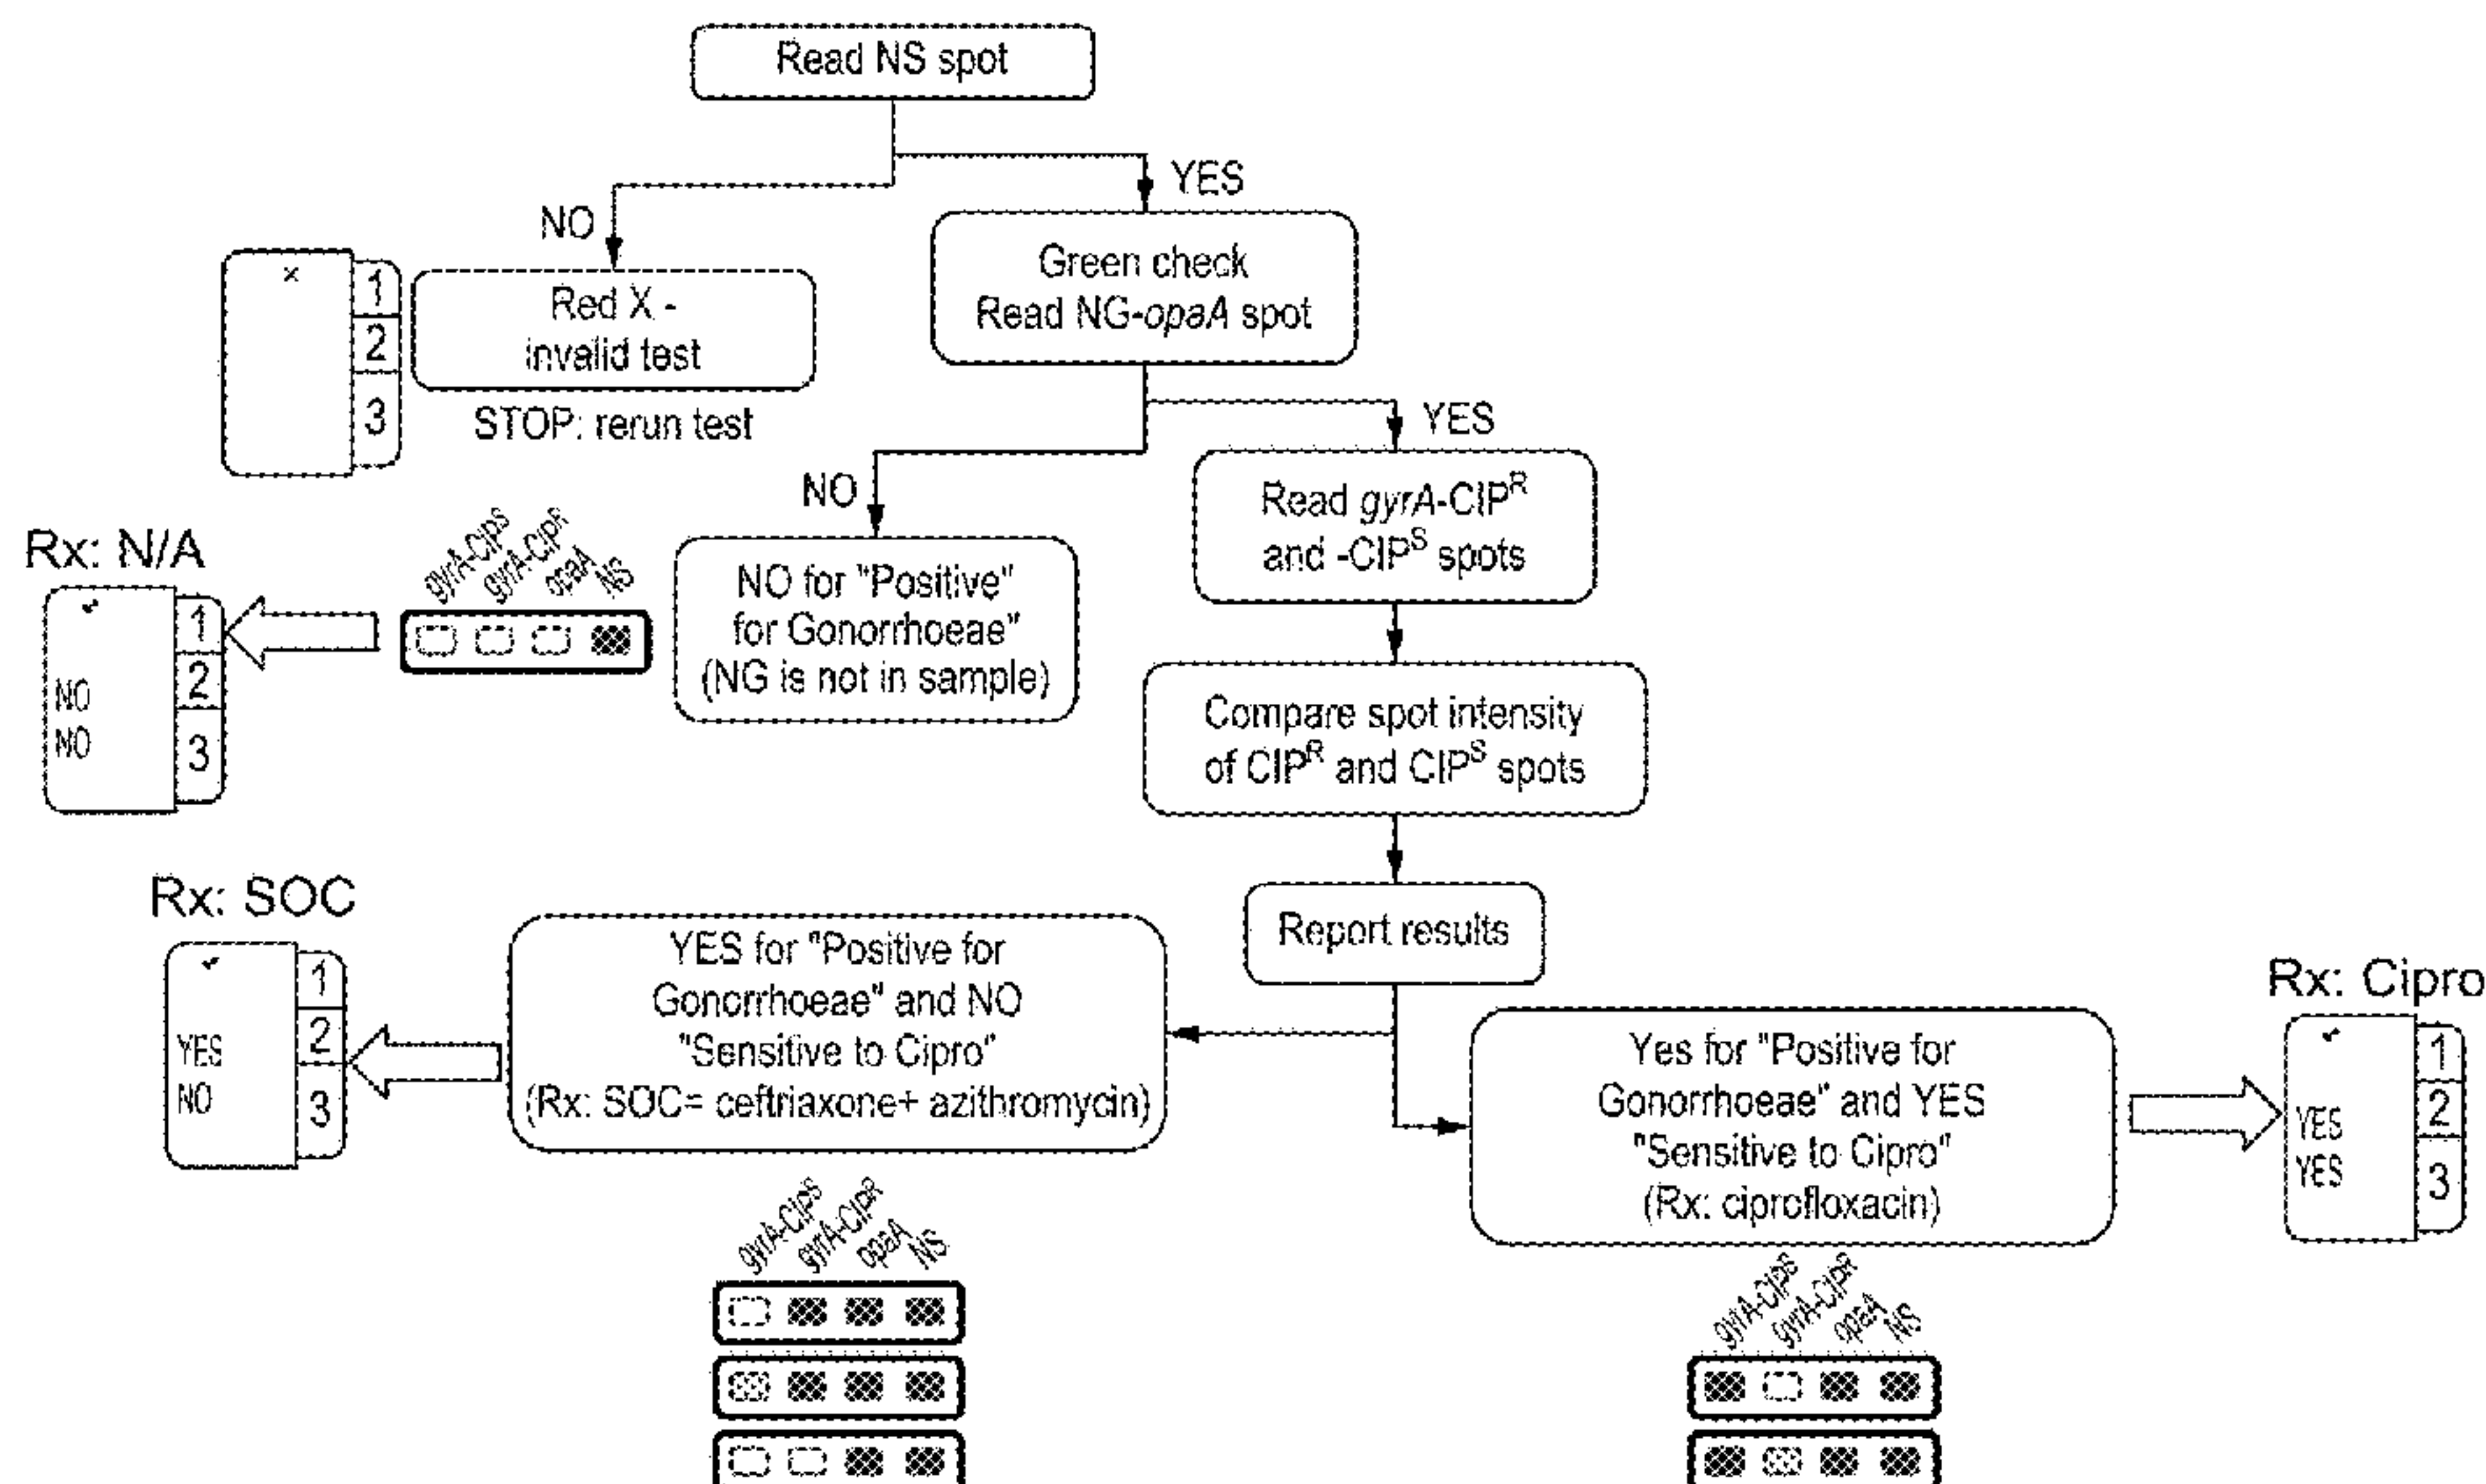 Read NS spot
NO
YES
×
1
2
3
Red X -
invalid test
STOP: rerun test
Green check
Read NG-opaA spot
NO
YES
Rx: N/A
✓
NO
NO
1
2
3
gyrA-CIPS
gyrA-CIPR
opaA
NS
NO for "Positive"
for Gonorrhoeae"
(NG is not in sample)
Read gyrA-CIP^R
and -CIP^S spots
Compare spot intensity
of CIP^R and CIP^S spots
Report results
Rx: SOC
✓
YES
NO
1
2
3
YES for "Positive for
Gonorrhoeae" and NO
"Sensitive to Cipro"
(Rx: SOC= ceftriaxone+ azithromycin)
gyrA-CIPS
gyrA-CIPR
opaA
NS
Yes for "Positive for
Gonorrhoeae" and YES
"Sensitive to Cipro"
(Rx: ciprofloxacin)
Rx: Cipro
✓
YES
YES
1
2
3
gyrA-CIPS
gyrA-CIPR
opaA
NS